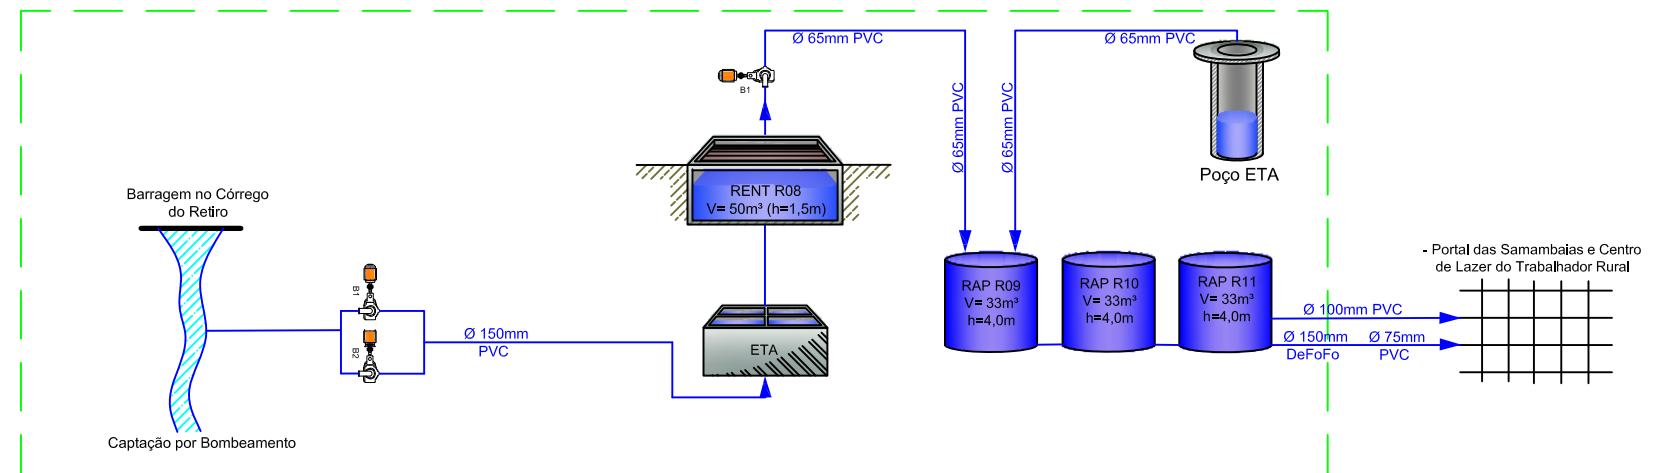 Ø 65mm PVC
Ø 65mm PVC
B1
Ø 65mm PVC
Ø 65mm PVC
Poço ETA
RENT R08
V= 50m³ (h=1,5m)
Barragem no Córrego
do Retiro
B1
B2
Ø 150mm
PVC
ETA
Captação por Bombeamento
RAP R09
V= 33m³
h=4,0m
RAP R10
V= 33m³
h=4,0m
RAP R11
V= 33m³
h=4,0m
- Portal das Samambaias e Centro
de Lazer do Trabalhador Rural
Ø 100mm PVC
Ø 150mm
DeFoFo
Ø 75mm
PVC